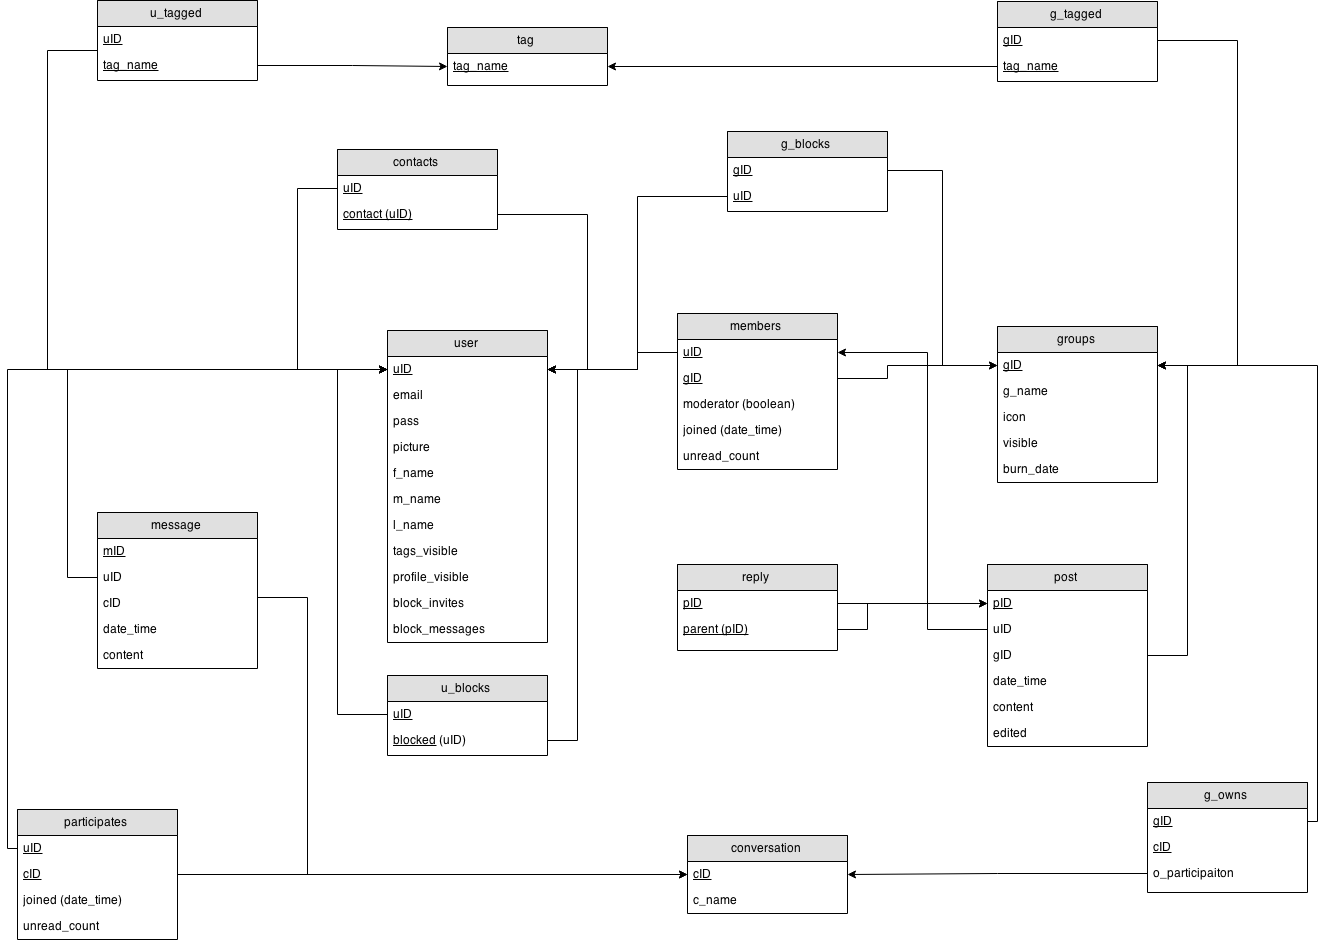 u_tagged
uID
tag_name
tag
tag_name
g_tagged
gID
tag_name
contacts
uID
contact (uID)
g_blocks
gID
uID
user
uID
email
pass
picture
f_name
m_name
l_name
tags_visible
profile_visible
block_invites
block_messages
members
uID
gID
moderator (boolean)
joined (date_time)
unread_count
groups
gID
g_name
icon
visible
burn_date
message
mID
uID
cID
date_time
content
reply
pID
parent (pID)
post
pID
uID
gID
date_time
content
edited
u_blocks
uID
blocked (uID)
participates
uID
cID
joined (date_time)
unread_count
conversation
cID
c_name
g_owns
gID
cID
o_participaiton